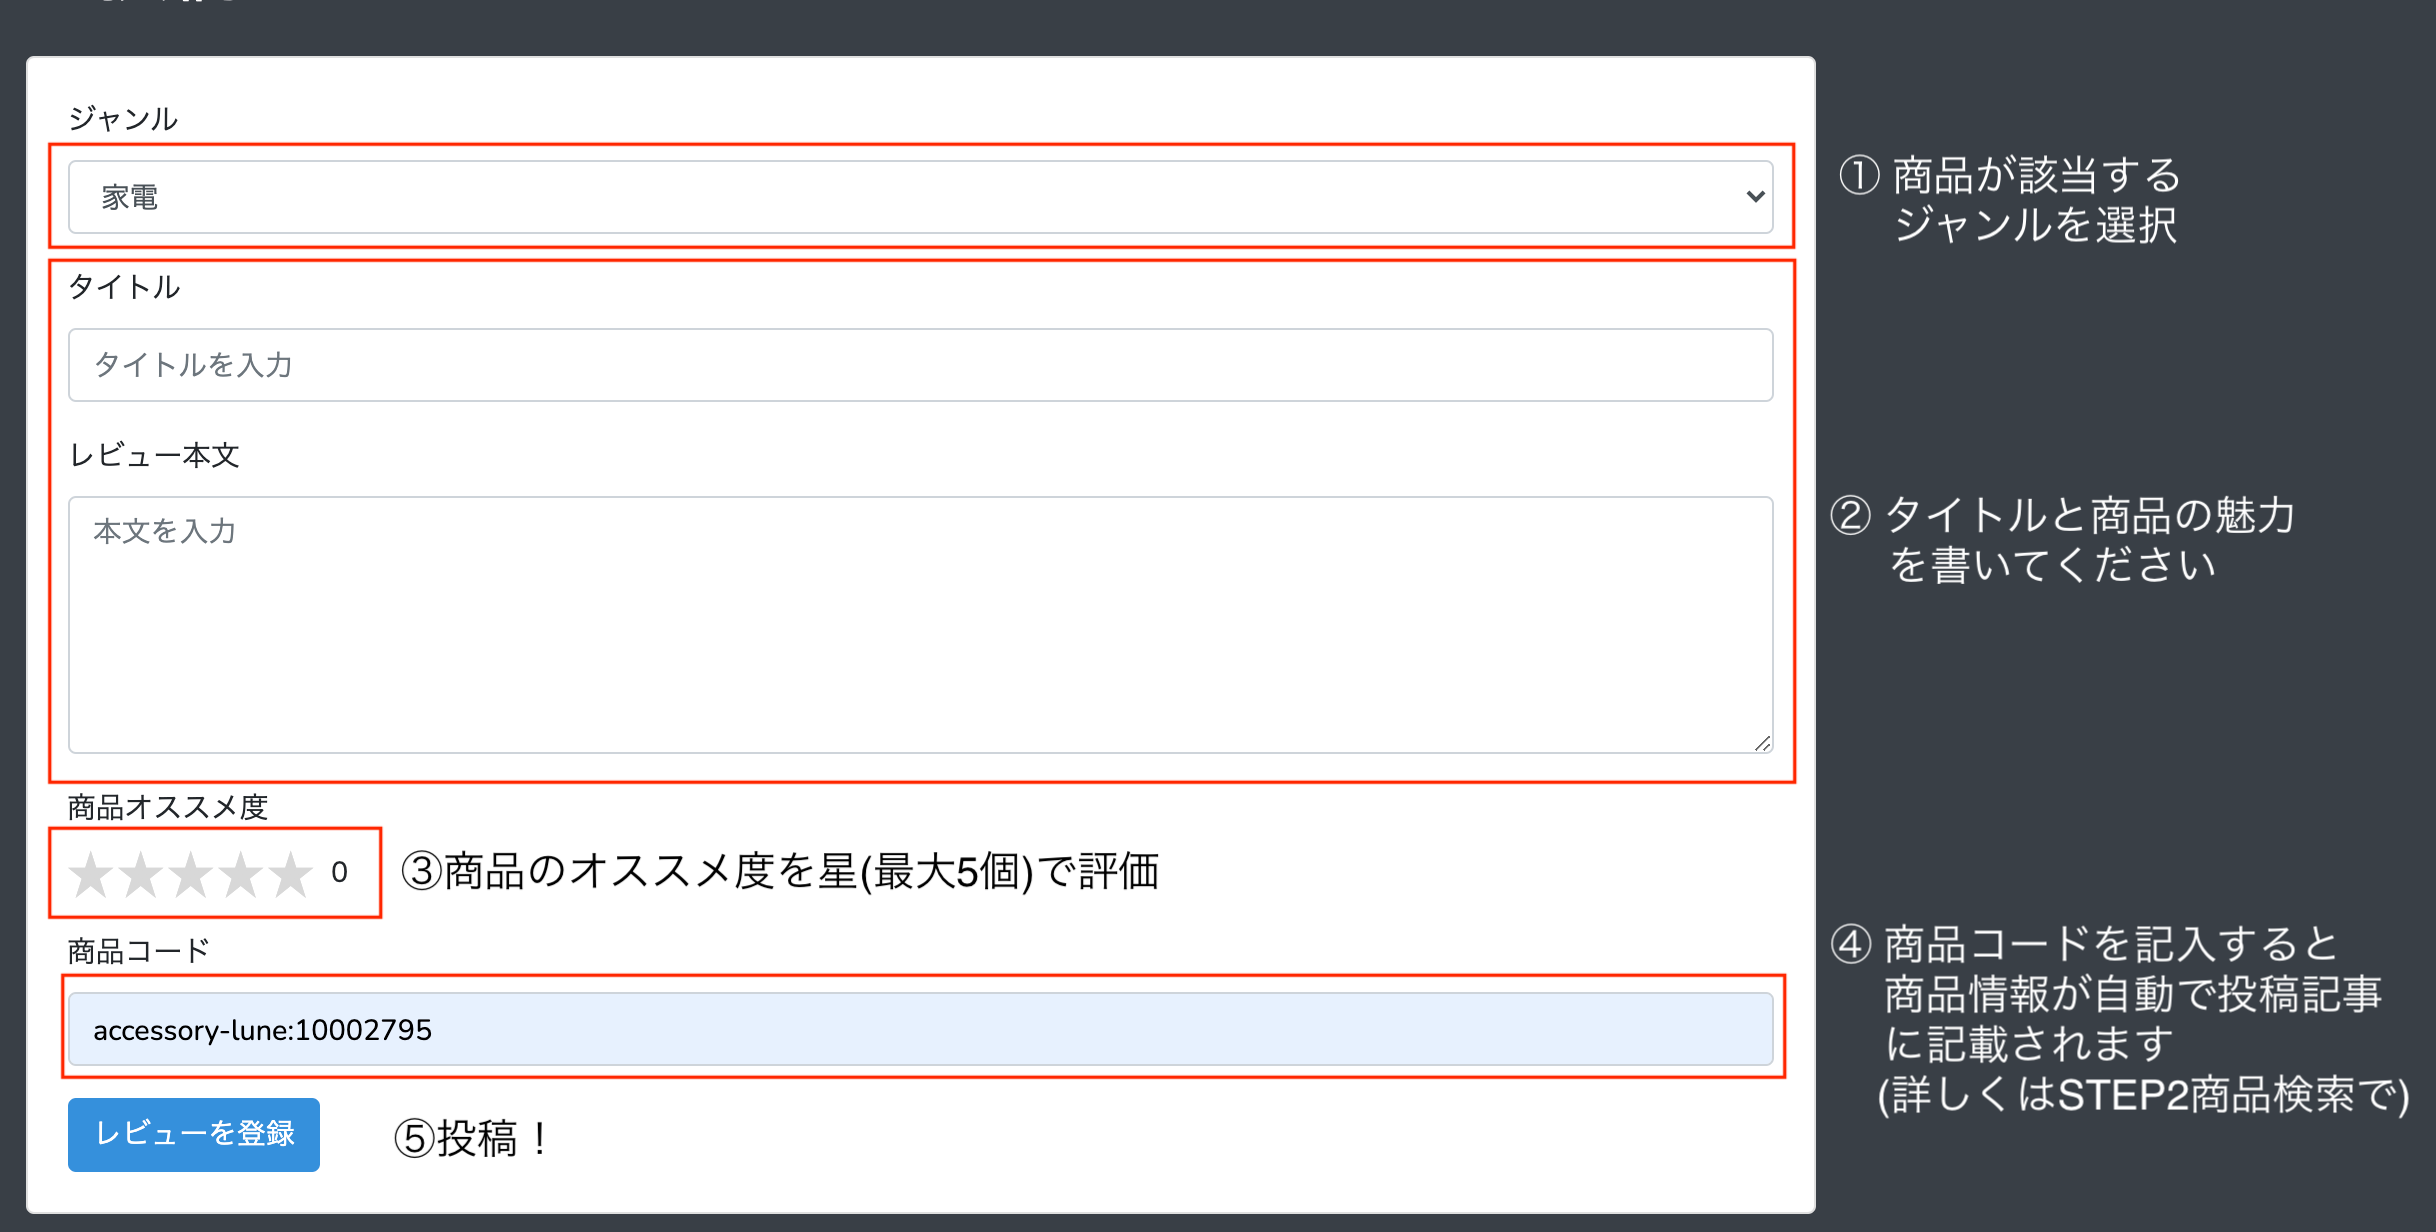 ジャンル
家電
① 商品が該当する
ジャンルを選択
タイトル
タイトルを入力
レビュー本文
本文を入力
② タイトルと商品の魅力
を書いてください
商品オススメ度
0
③商品のオススメ度を星(最大5個)で評価
商品コード
accessory-lune:10002795
④ 商品コードを記入すると
商品情報が自動で投稿記事
に記載されます
(詳しくはSTEP2商品検索で)
レビューを登録
⑤投稿！